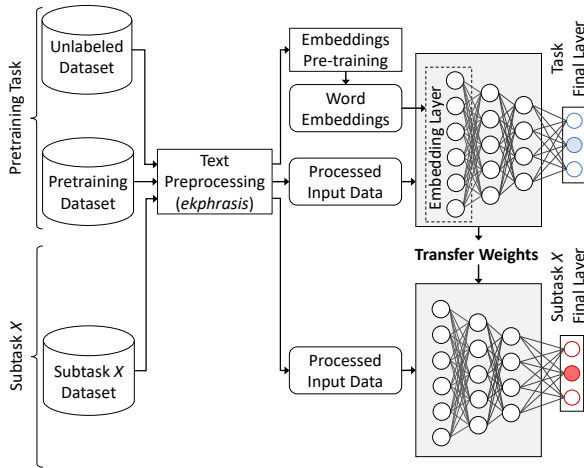 Pretraining Task
Unlabeled
Dataset
Pretraining
Dataset
Text
Preprocessing
(ekphrasis)
Embeddings
Pre-training
Word
Embeddings
Processed
Input Data
Embedding Layer
Task
Final Layer
Transfer Weights
Subtask X
Subtask X
Dataset
Processed
Input Data
Subtask X
Final Layer